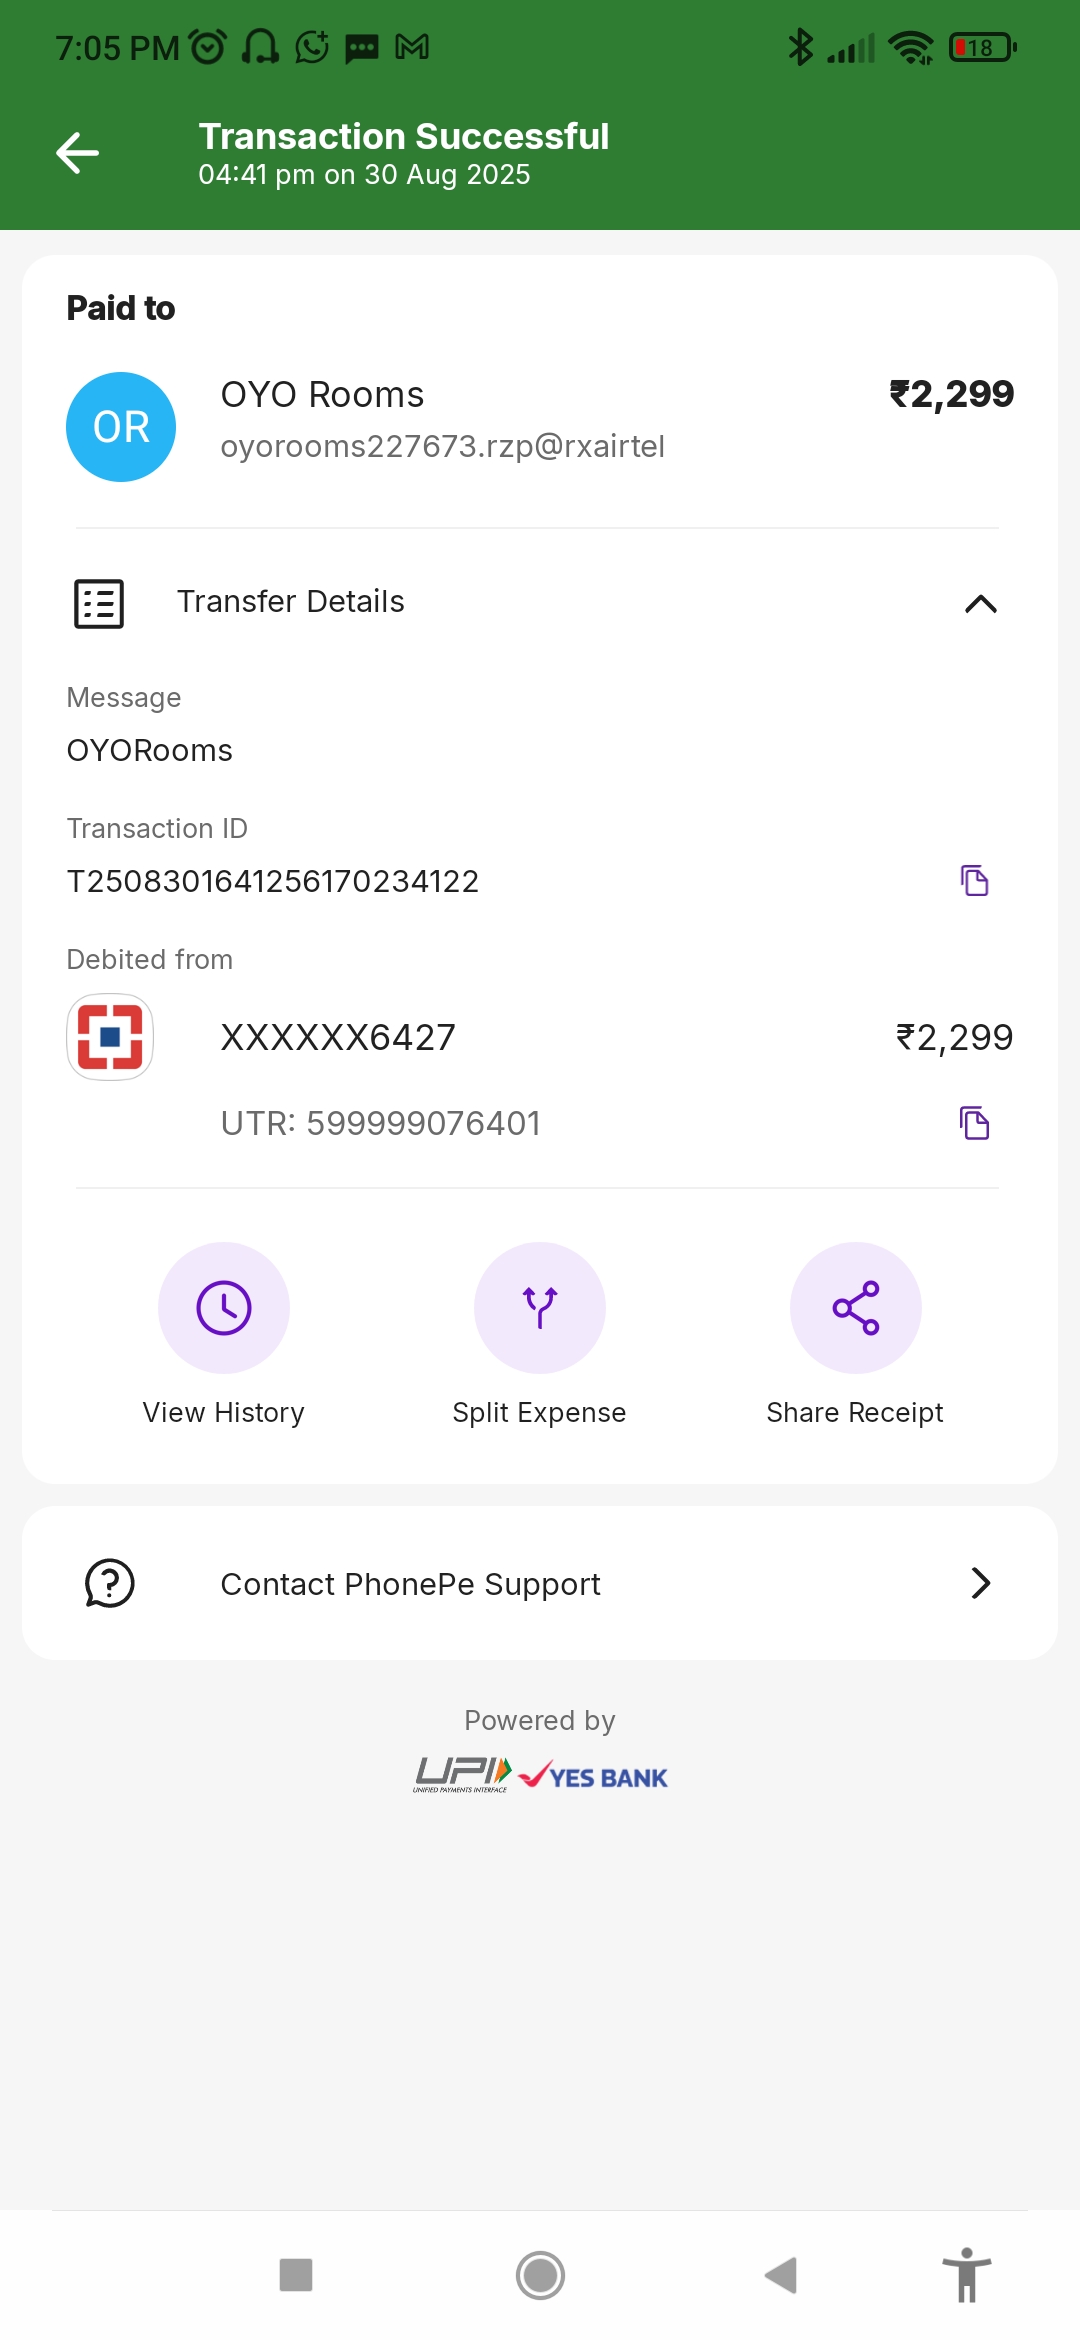 7:05 PM
18
Transaction Successful
04:41 pm on 30 Aug 2025
Paid to
OR
OYO Rooms
₹2,299
oyorooms227673.rzp@rxairtel
Transfer Details
Message
OYORooms
Transaction ID
T2508301641256170234122
Debited from
XXXXXX6427
₹2,299
UTR: 599999076401
View History
Split Expense
Share Receipt
Contact PhonePe Support
Powered by
UPI
UNIFIED PAYMENTS INTERFACE
YES BANK